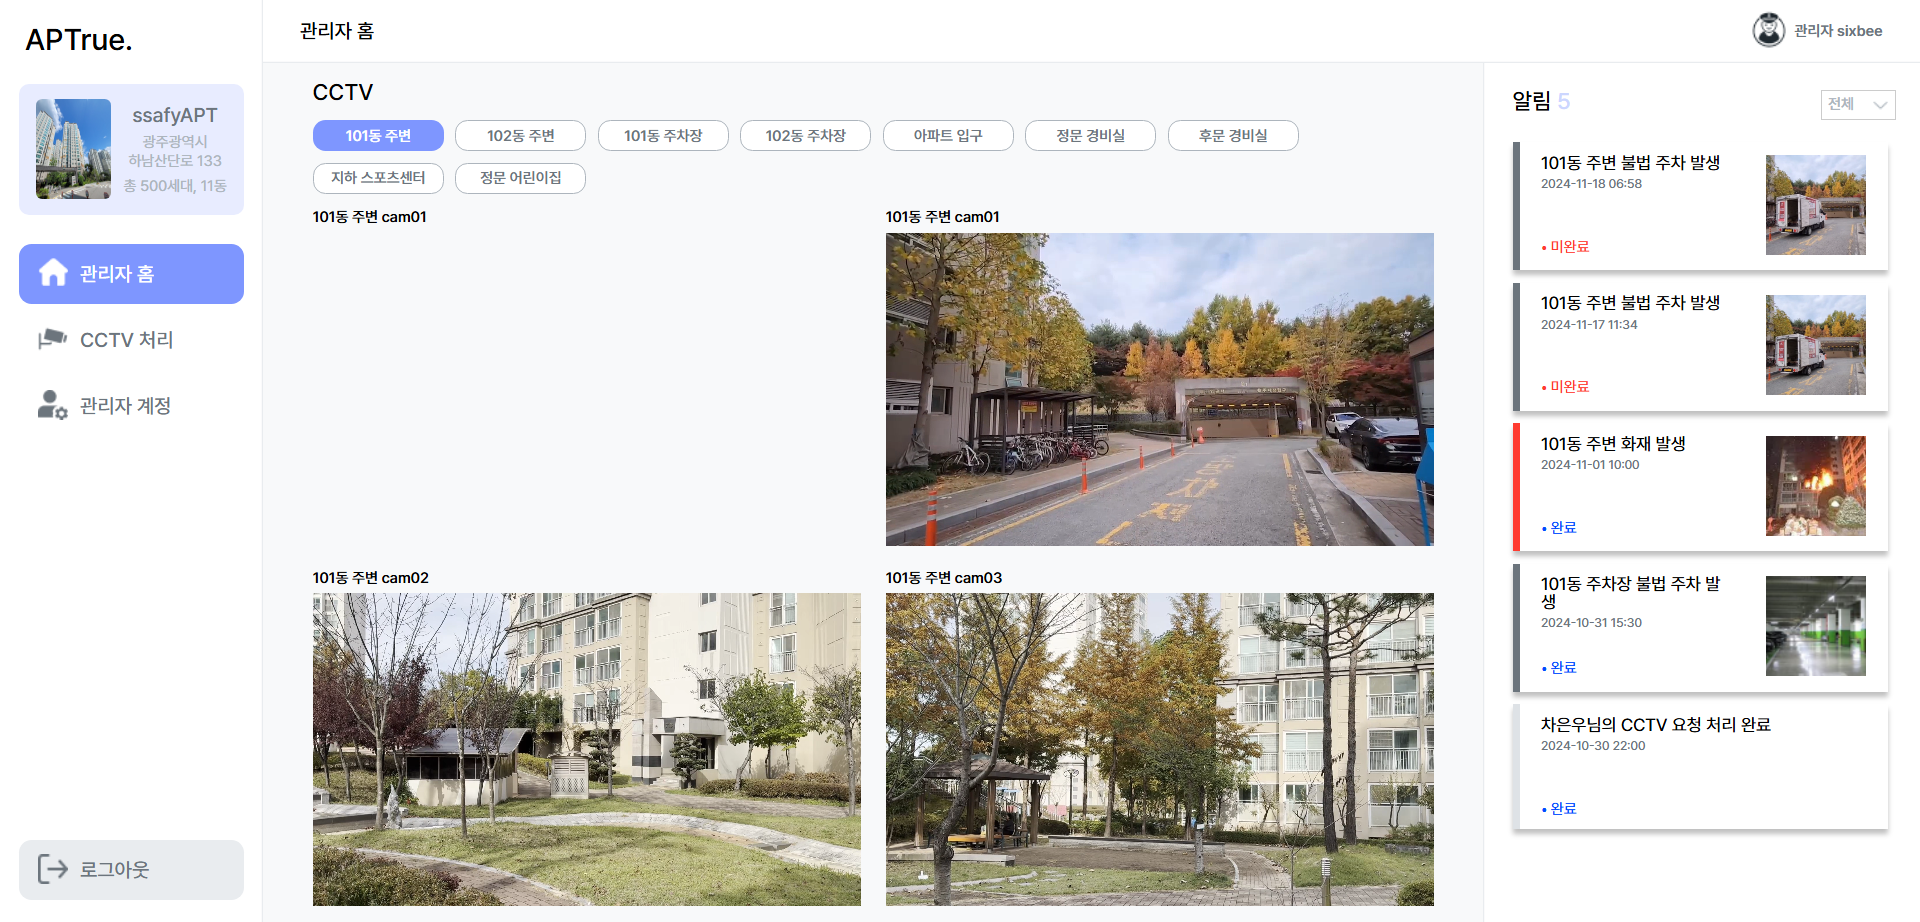 APTrue.
ssafyAPT
광주광역시
하남산단로 133
총 500세대, 11동
관리자 홈
CCTV 처리
관리자 계정
로그아웃
관리자 홈
관리자 sixbee
CCTV
101동 주변
102동 주변
101동 주차장
102동 주차장
아파트 입구
정문 경비실
후문 경비실
지하 스포츠센터
정문 어린이집
101동 주변 cam01
101동 주변 cam01
101동 주변 cam02
101동 주변 cam03
알림 5
전체
101동 주변 불법 주차 발생
2024-11-18 06:58
• 미완료
101동 주변 불법 주차 발생
2024-11-17 11:34
• 미완료
101동 주변 화재 발생
2024-11-01 10:00
• 완료
101동 주차장 불법 주차 발
생
2024-10-31 15:30
• 완료
차은우님의 CCTV 요청 처리 완료
2024-10-30 22:00
• 완료